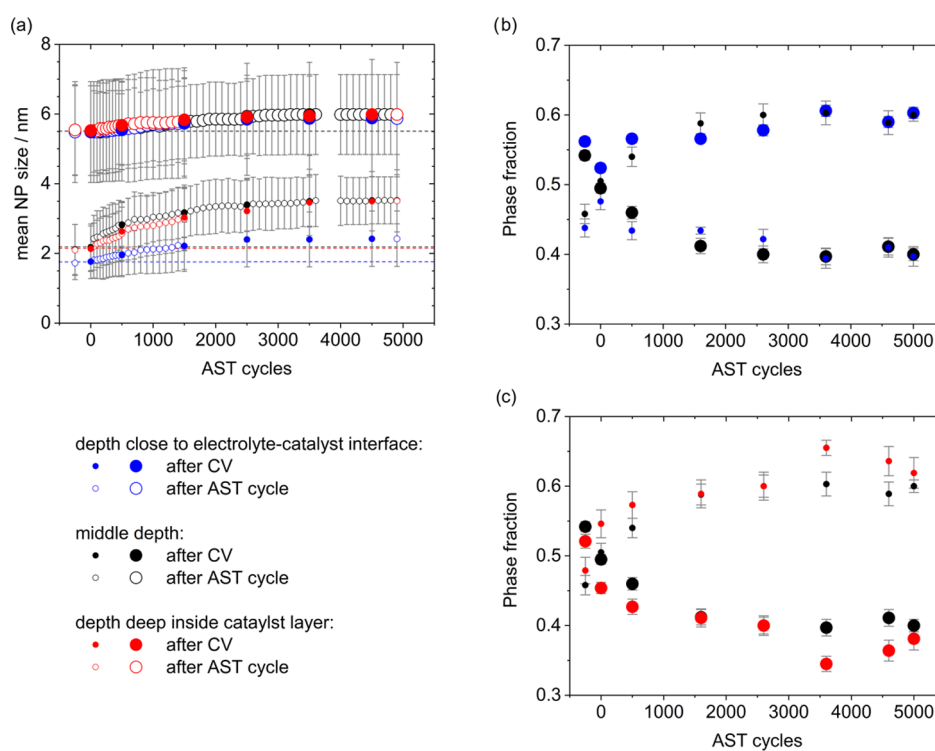 (a)
8
6
4
2
0
mean NP size / nm
0 1000 2000 3000 4000 5000
AST cycles
(b)
0.7
0.6
0.5
0.4
0.3
Phase fraction
0 1000 2000 3000 4000 5000
AST cycles
depth close to electrolyte-catalyst interface:
after CV
after AST cycle
middle depth:
after CV
after AST cycle
depth deep inside cataylst layer:
after CV
after AST cycle
(c)
0.7
0.6
0.5
0.4
0.3
Phase fraction
0 1000 2000 3000 4000 5000
AST cycles